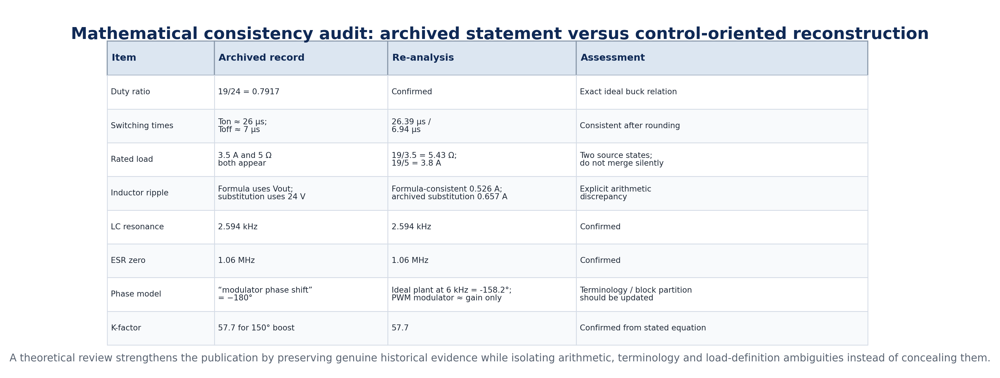 Mathematical consistency audit: archived statement versus control-oriented reconstruction
Item
Archived record
Re-analysis
Assessment
Duty ratio
19/24 = 0.7917
Confirmed
Exact ideal buck relation
Switching times
Ton ≈ 26 µs;
Toff ≈ 7 µs
26.39 µs /
6.94 µs
Consistent after rounding
Rated load
3.5 A and 5 Ω
both appear
19/3.5 = 5.43 Ω;
19/5 = 3.8 A
Two source states;
do not merge silently
Inductor ripple
Formula uses Vout;
substitution uses 24 V
Formula-consistent 0.526 A;
archived substitution 0.657 A
Explicit arithmetic
discrepancy
LC resonance
2.594 kHz
2.594 kHz
Confirmed
ESR zero
1.06 MHz
1.06 MHz
Confirmed
Phase model
“modulator phase shift”
= −180°
Ideal plant at 6 kHz = -158.2°;
PWM modulator ≈ gain only
Terminology / block partition
should be updated
K-factor
57.7 for 150° boost
57.7
Confirmed from stated equation
A theoretical review strengthens the publication by preserving genuine historical evidence while isolating arithmetic, terminology and load-definition ambiguities instead of concealing them.